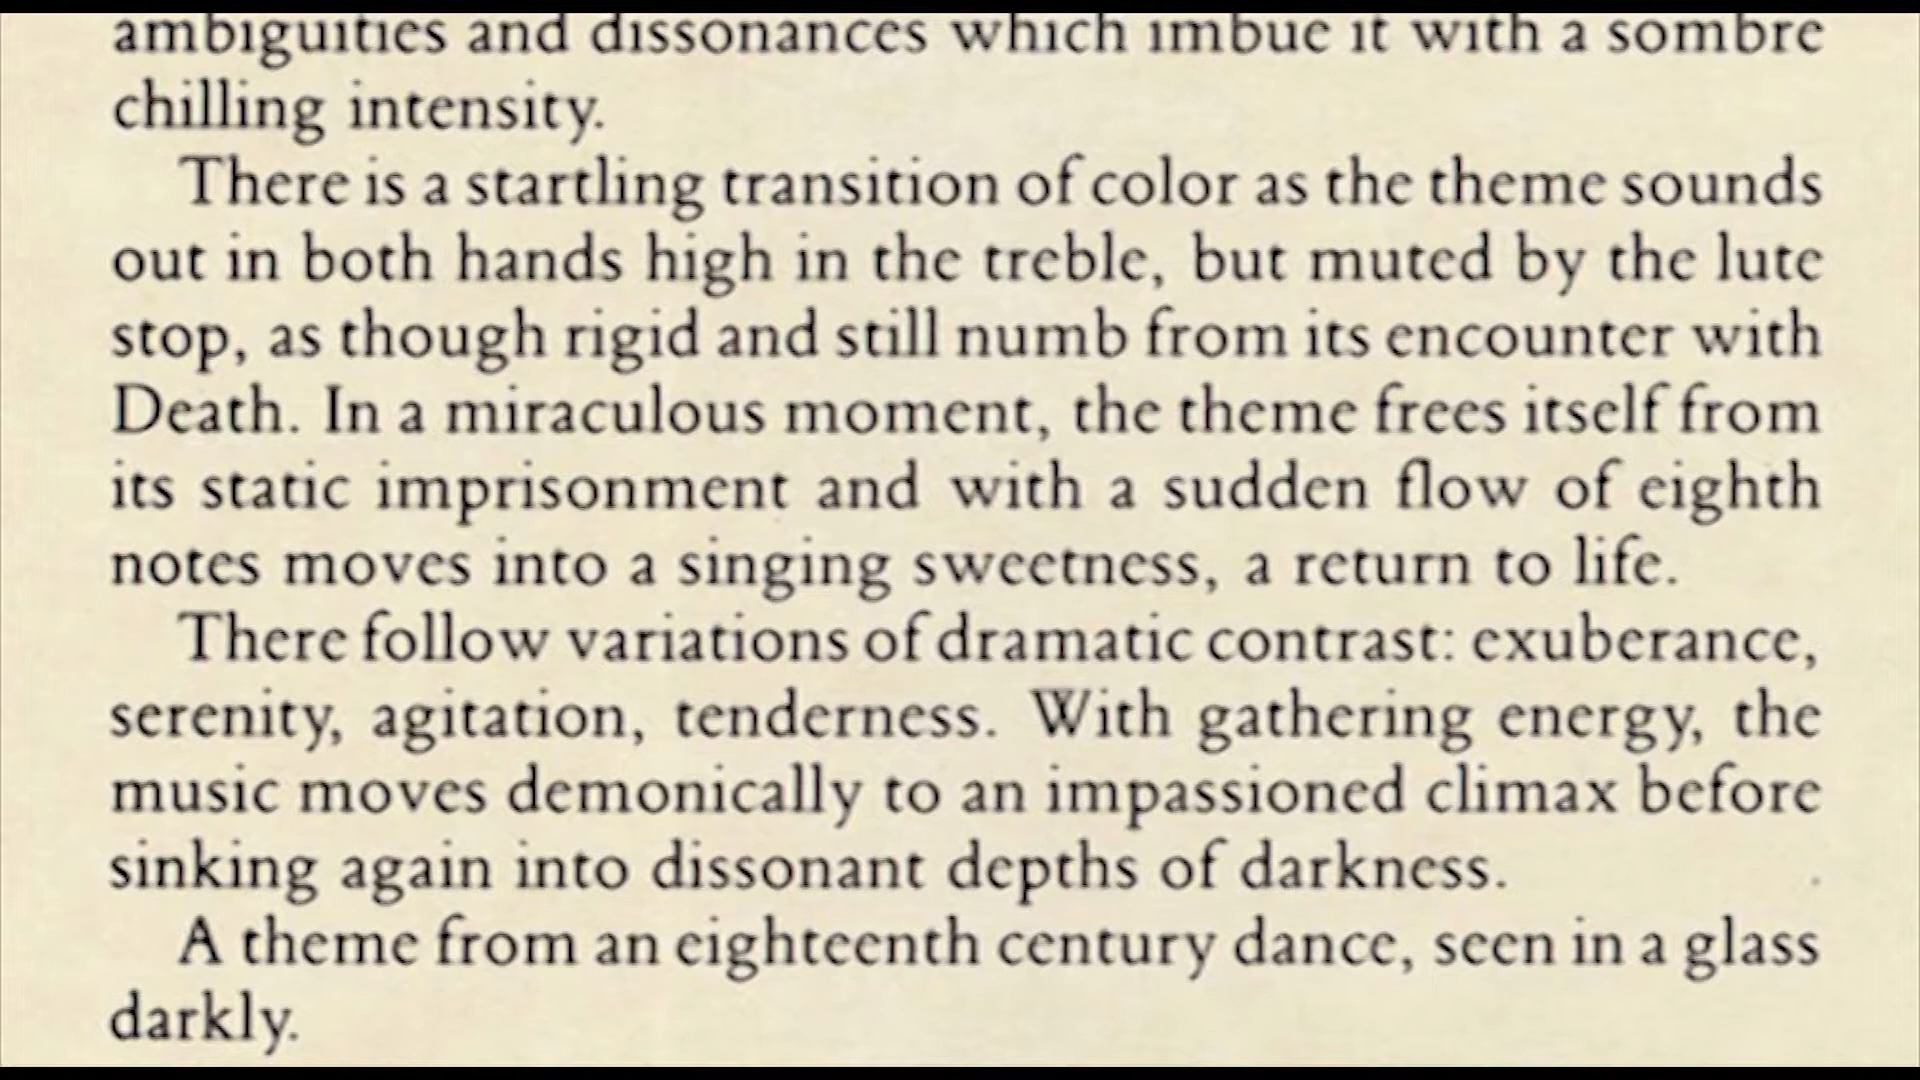 ambiguities and dissonances which imbue it with a sombre
chilling intensity.
There is a startling transition of color as the theme sounds
out in both hands high in the treble, but muted by the lute
stop, as though rigid and still numb from its encounter with
Death. In a miraculous moment, the theme frees itself from
its static imprisonment and with a sudden flow of eighth
notes moves into a singing sweetness, a return to life.
There follow variations of dramatic contrast: exuberance,
serenity, agitation, tenderness. With gathering energy, the
music moves demonically to an impassioned climax before
sinking again into dissonant depths of darkness.
A theme from an eighteenth century dance, seen in a glass
darkly.